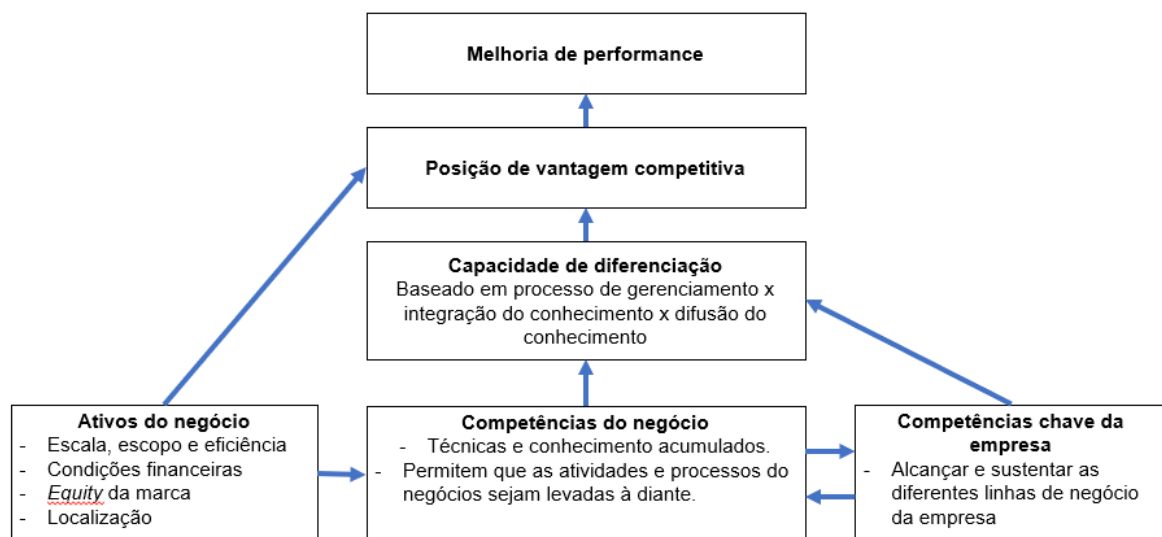 Melhoria de performance
Posição de vantagem competitiva
Capacidade de diferenciação
Baseado em processo de gerenciamento x
integração do conhecimento x difusão do
conhecimento
Ativos do negócio
- Escala, escopo e eficiência
- Condições financeiras
- Equity da marca
- Localização
Competências do negócio
- Técnicas e conhecimento acumulados.
- Permitem que as atividades e processos do
negócios sejam levadas à diante.
Competências chave da
empresa
- Alcançar e sustentar as
diferentes linhas de negócio
da empresa